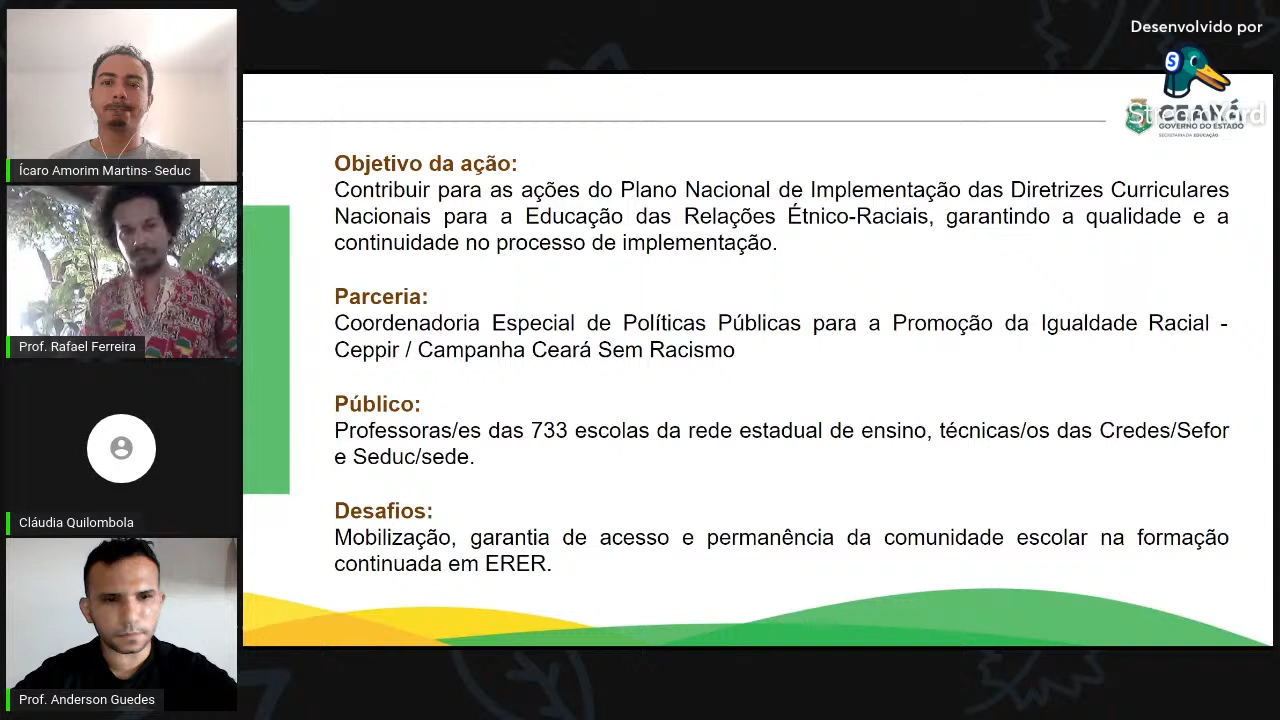 Desenvolvido por
StreamYard
CEARÁ
GOVERNO DO ESTADO
SECRETARIA DA EDUCAÇÃO
Ícaro Amorim Martins- Seduc
Prof. Rafael Ferreira
Cláudia Quilombola
Prof. Anderson Guedes
Objetivo da ação:
Contribuir para as ações do Plano Nacional de Implementação das Diretrizes Curriculares
Nacionais para a Educação das Relações Étnico-Raciais, garantindo a qualidade e a
continuidade no processo de implementação.
Parceria:
Coordenadoria Especial de Políticas Públicas para a Promoção da Igualdade Racial -
Ceppir / Campanha Ceará Sem Racismo
Público:
Professoras/es das 733 escolas da rede estadual de ensino, técnicas/os das Credes/Sefor
e Seduc/sede.
Desafios:
Mobilização, garantia de acesso e permanência da comunidade escolar na formação
continuada em ERER.